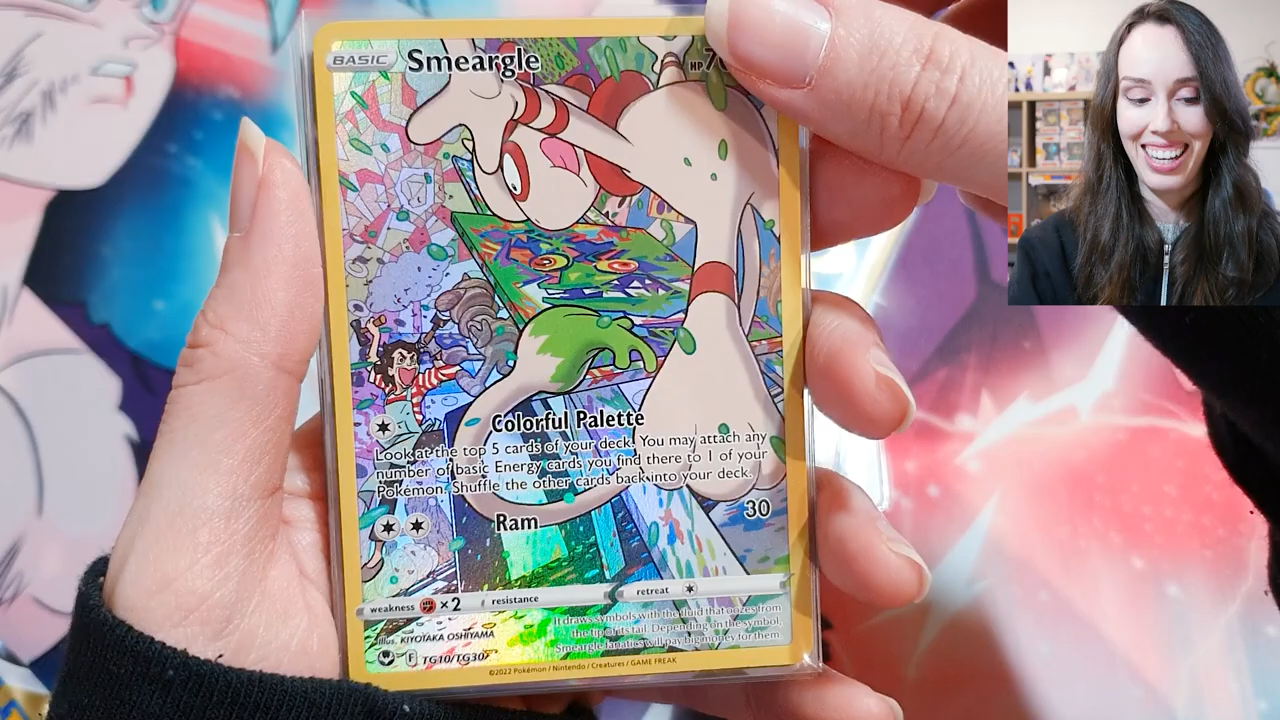 BASIC Smeargle HP 7
Colorful Palette
Look at the top 5 cards of your deck. You may attach any
number of basic Energy cards you find there to 1 of your
Pokémon. Shuffle the other cards back into your deck.
Ram 30
weakness ×2 resistance retreat
Illus. KIYOTAKA OSHIYAMA
It draws symbols with the fluid that oozes from
the tip of its tail. Depending on the symbol,
Smeargle fanatics will pay big money for them.
F TG10/TG30
©2022 Pokémon / Nintendo / Creatures / GAME FREAK